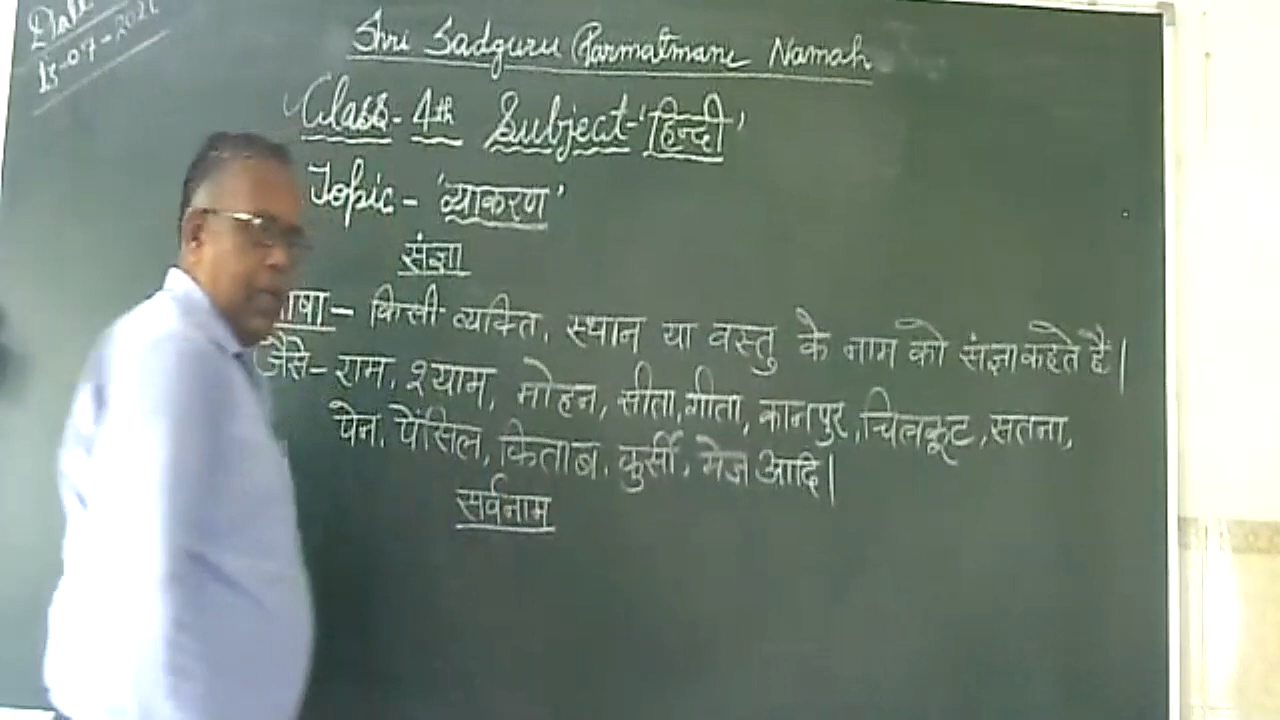 Date
15-07-2021
Shri Sadguru Parmatmane Namah
Class- 4th Subject-'हिन्दी'
Topic- 'व्याकरण'
संज्ञा
भाषा- किसी व्यक्ति, स्थान या वस्तु के नाम को संज्ञा कहते हैं|
जैसे- राम, श्याम, मोहन, सीता, गीता, कानपुर, चित्रकूट, सतना,
पेन, पेंसिल, किताब, कुर्सी, मेज आदि|
सर्वनाम